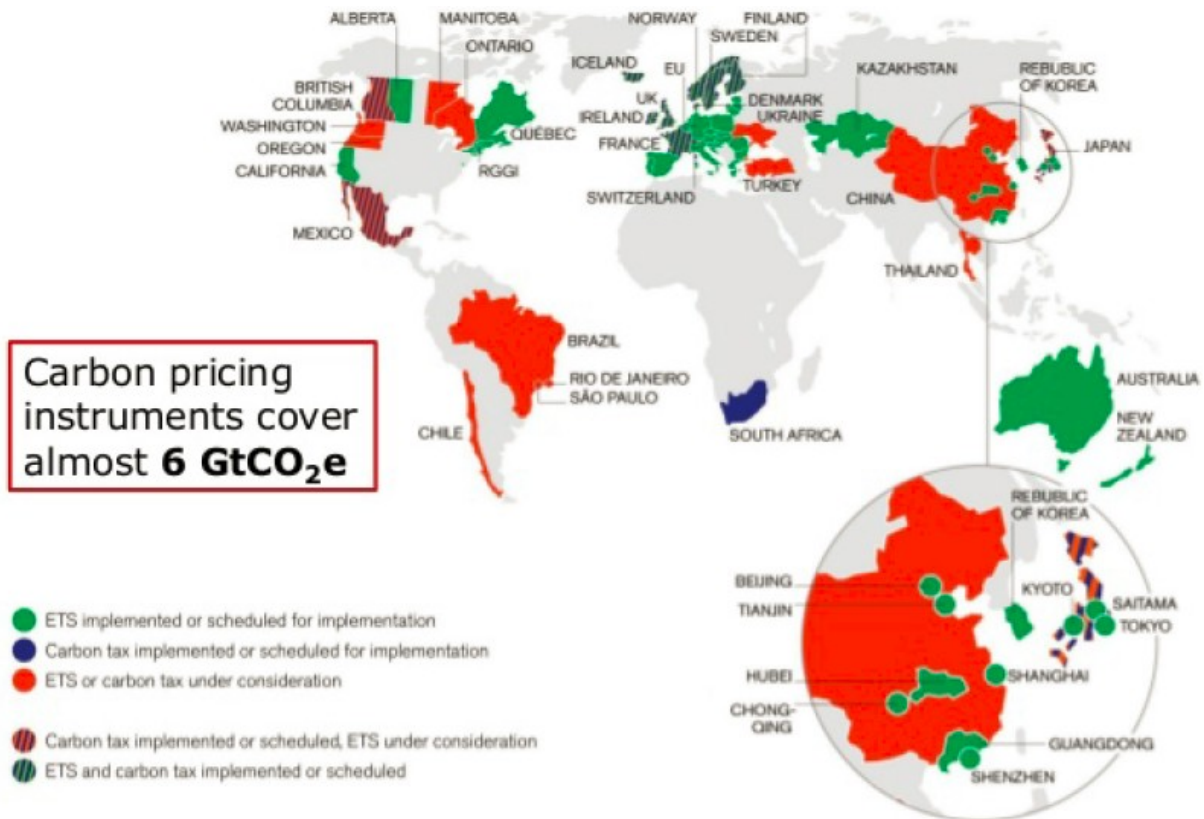 ALBERTA
MANITOBA
NORWAY
FINLAND
SWEDEN
ONTARIO
ICELAND
EU
KAZAKHSTAN
REBUBLIC
OF KOREA
BRITISH
COLUMBIA
UK
DENMARK
UKRAINE
IRELAND
WASHINGTON
QUÉBEC
OREGON
FRANCE
JAPAN
CALIFORNIA
RGGI
SWITZERLAND
TURKEY
CHINA
MEXICO
THAILAND
BRAZIL
RIO DE JANEIRO
SÃO PAULO
CHILE
SOUTH AFRICA
AUSTRALIA
NEW
ZEALAND
Carbon pricing
instruments cover
almost 6 GtCO₂e
REBUBLIC
OF KOREA
BEIJING
TIANJIN
KYOTO
SAITAMA
TOKYO
HUBEI
SHANGHAI
CHONG-
QING
GUANGDONG
SHENZHEN
ETS implemented or scheduled for implementation
Carbon tax implemented or scheduled for implementation
ETS or carbon tax under consideration
Carbon tax implemented or scheduled, ETS under consideration
ETS and carbon tax implemented or scheduled